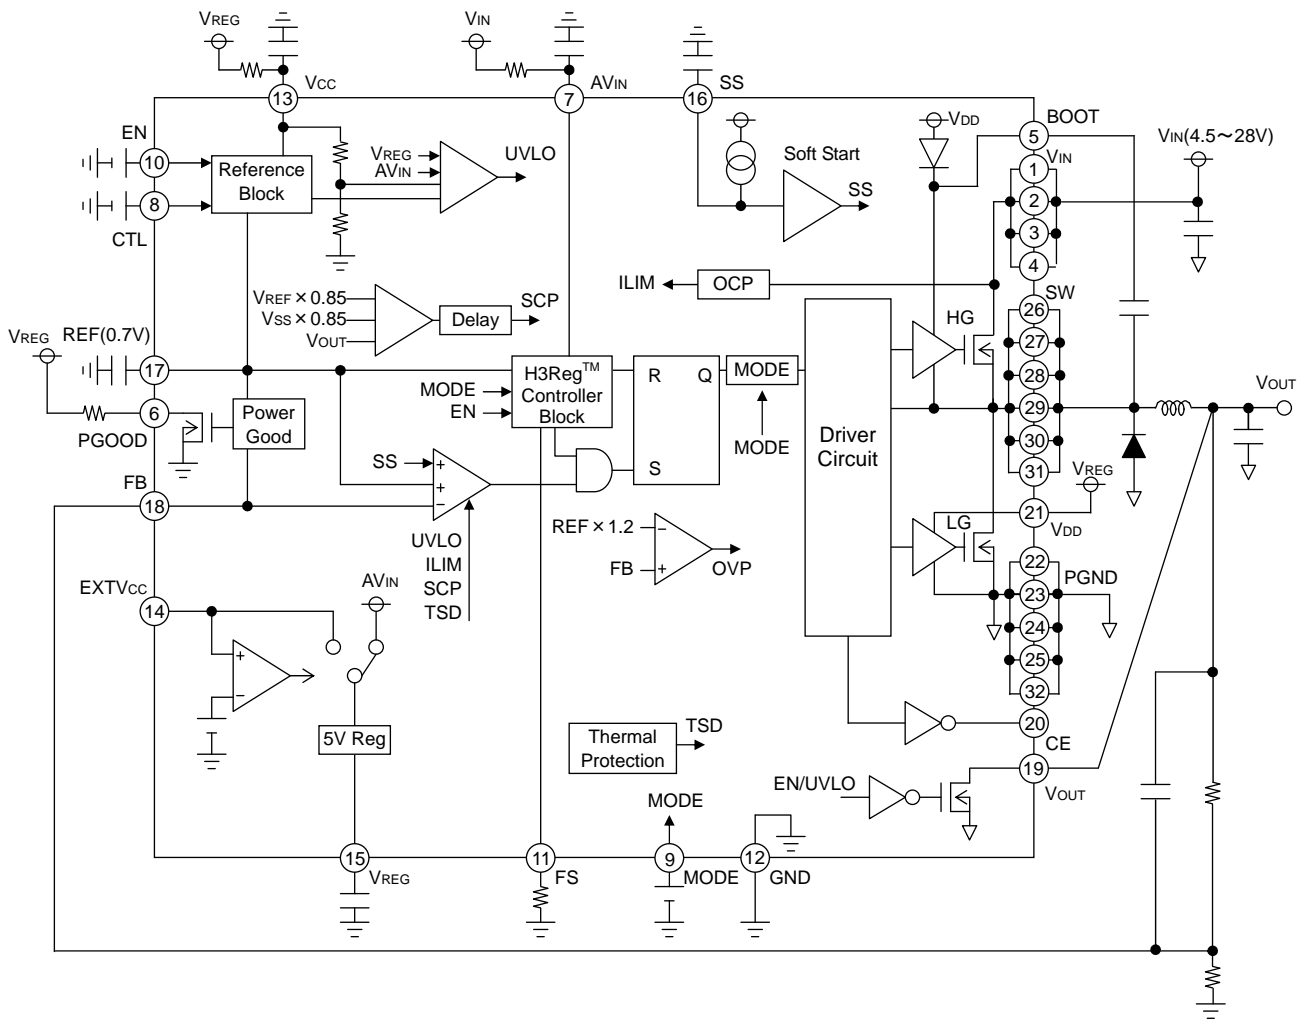 VREG
VIN
VCC
13
7
AVIN
16
SS
EN
10
8
CTL
Reference
Block
VREG
AVIN
UVLO
Soft Start
SS
VDD
5
BOOT
VIN
1
2
3
4
VIN(4.5～28V)
ILIM
OCP
SW
26
27
28
29
30
31
VREF×0.85
VSS×0.85
VOUT
Delay
SCP
VREG
REF(0.7V)
17
6
PGOOD
Power
Good
FB
18
MODE
EN
H3Reg™
Controller
Block
R
Q
S
MODE
MODE
Driver
Circuit
HG
LG
VOUT
VREG
21
VDD
22
PGND
23
24
25
32
20
CE
19
VOUT
SS
+
+
−
UVLO
ILIM
SCP
TSD
REF×1.2
−
FB
+
OVP
EXTVCC
14
+
−
AVIN
5V Reg
Thermal
Protection
TSD
EN/UVLO
MODE
15
VREG
11
FS
9
MODE
12
GND